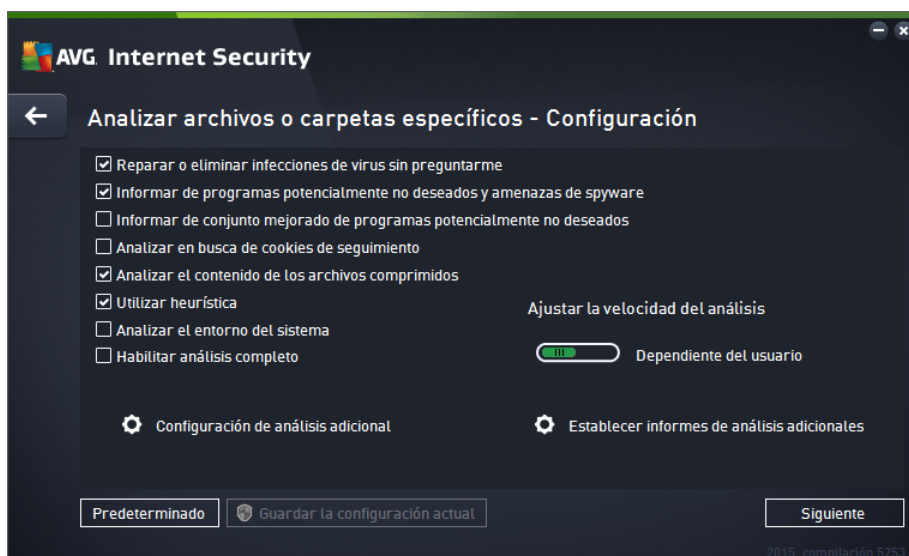 AVG. Internet Security
Analizar archivos o carpetas específicos - Configuración
Reparar o eliminar infecciones de virus sin preguntarme
Informar de programas potencialmente no deseados y amenazas de spyware
Informar de conjunto mejorado de programas potencialmente no deseados
Analizar en busca de cookies de seguimiento
Analizar el contenido de los archivos comprimidos
Utilizar heurística
Analizar el entorno del sistema
Habilitar análisis completo
Ajustar la velocidad del análisis
Dependiente del usuario
Configuración de análisis adicional
Establecer informes de análisis adicionales
Predeterminado
Guardar la configuración actual
Siguiente
2015, compilación 5253